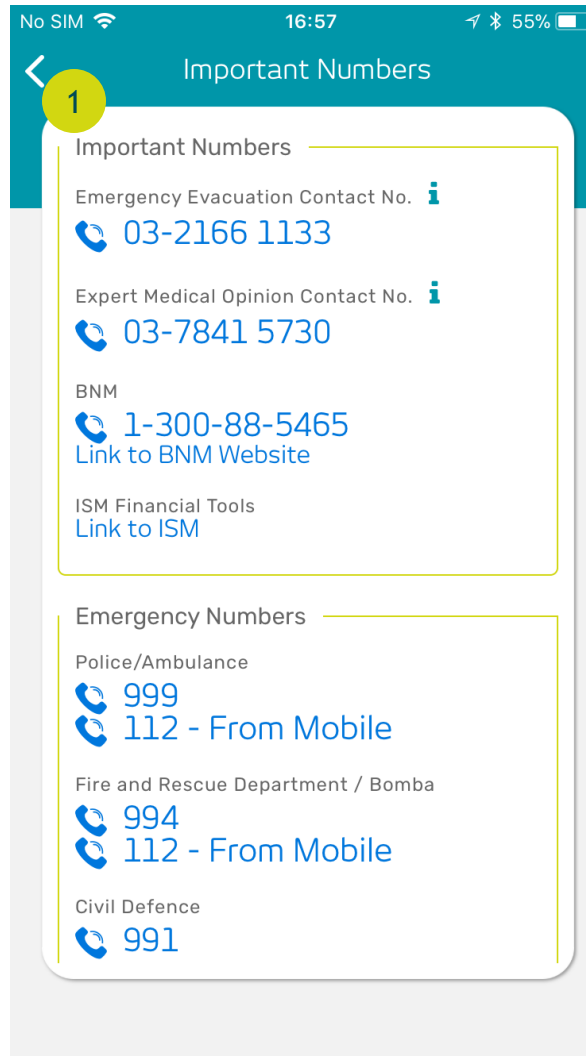 No SIM 16:57 55%
Important Numbers
1
Important Numbers
Emergency Evacuation Contact No. i
03-2166 1133
Expert Medical Opinion Contact No. i
03-7841 5730
BNM
1-300-88-5465
Link to BNM Website
ISM Financial Tools
Link to ISM
Emergency Numbers
Police/Ambulance
999
112 - From Mobile
Fire and Rescue Department / Bomba
994
112 - From Mobile
Civil Defence
991